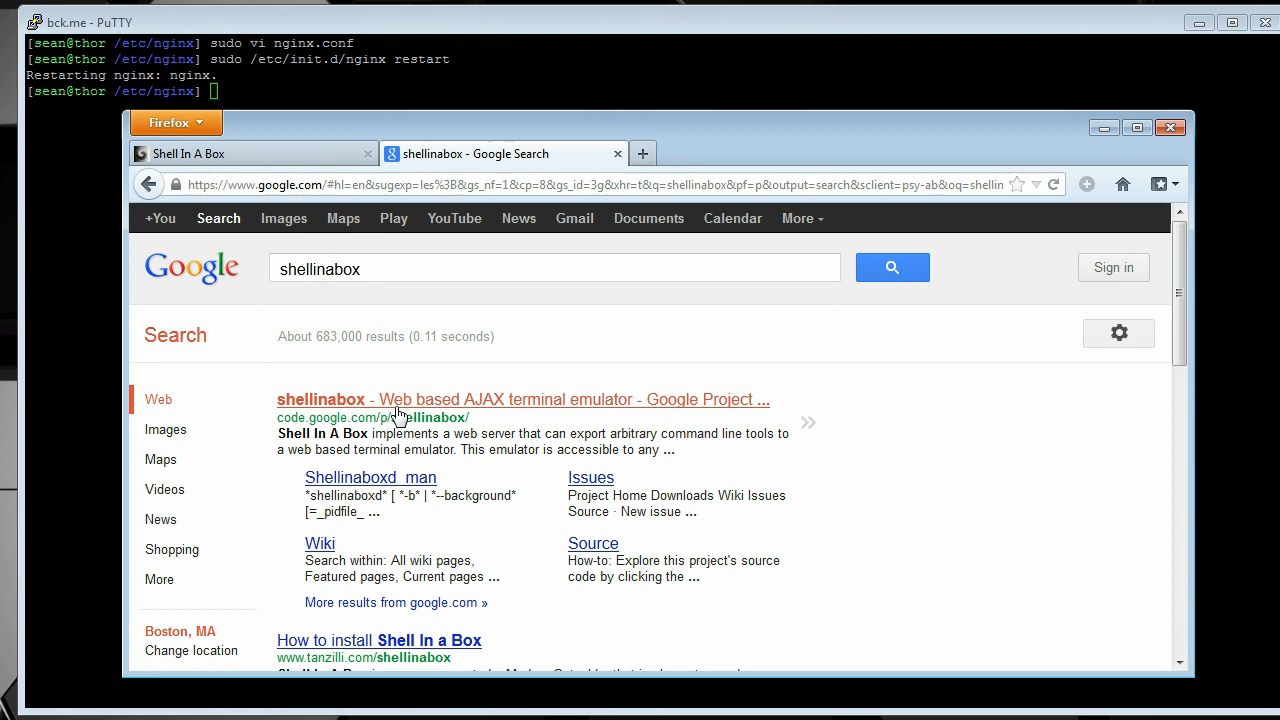 bck.me - PuTTY
[sean@thor /etc/nginx] sudo vi nginx.conf
[sean@thor /etc/nginx] sudo /etc/init.d/nginx restart
Restarting nginx: nginx.
[sean@thor /etc/nginx]
Firefox
Shell In A Box
shellinabox - Google Search
https://www.google.com/#hl=en&sugexp=les%3B&gs_nf=1&cp=8&gs_id=3g&xhr=t&q=shellinabox&pf=p&output=search&sclient=psy-ab&oq=shellin
+You Search Images Maps Play YouTube News Gmail Documents Calendar More
Google
shellinabox
Sign in
Search
About 683,000 results (0.11 seconds)
Web
Images
Maps
Videos
News
Shopping
More
Boston, MA
Change location
shellinabox - Web based AJAX terminal emulator - Google Project ...
code.google.com/p/shellinabox/
Shell In A Box implements a web server that can export arbitrary command line tools to
a web based terminal emulator. This emulator is accessible to any ...
Shellinaboxd_man
*shellinaboxd* [ *-b* | *--background*
[=_pidfile_ ...
Issues
Project Home Downloads Wiki Issues
Source · New issue ...
Wiki
Search within: All wiki pages,
Featured pages, Current pages ...
Source
How-to: Explore this project's source
code by clicking the ...
More results from google.com »
How to install Shell In a Box
www.tanzilli.com/shellinabox